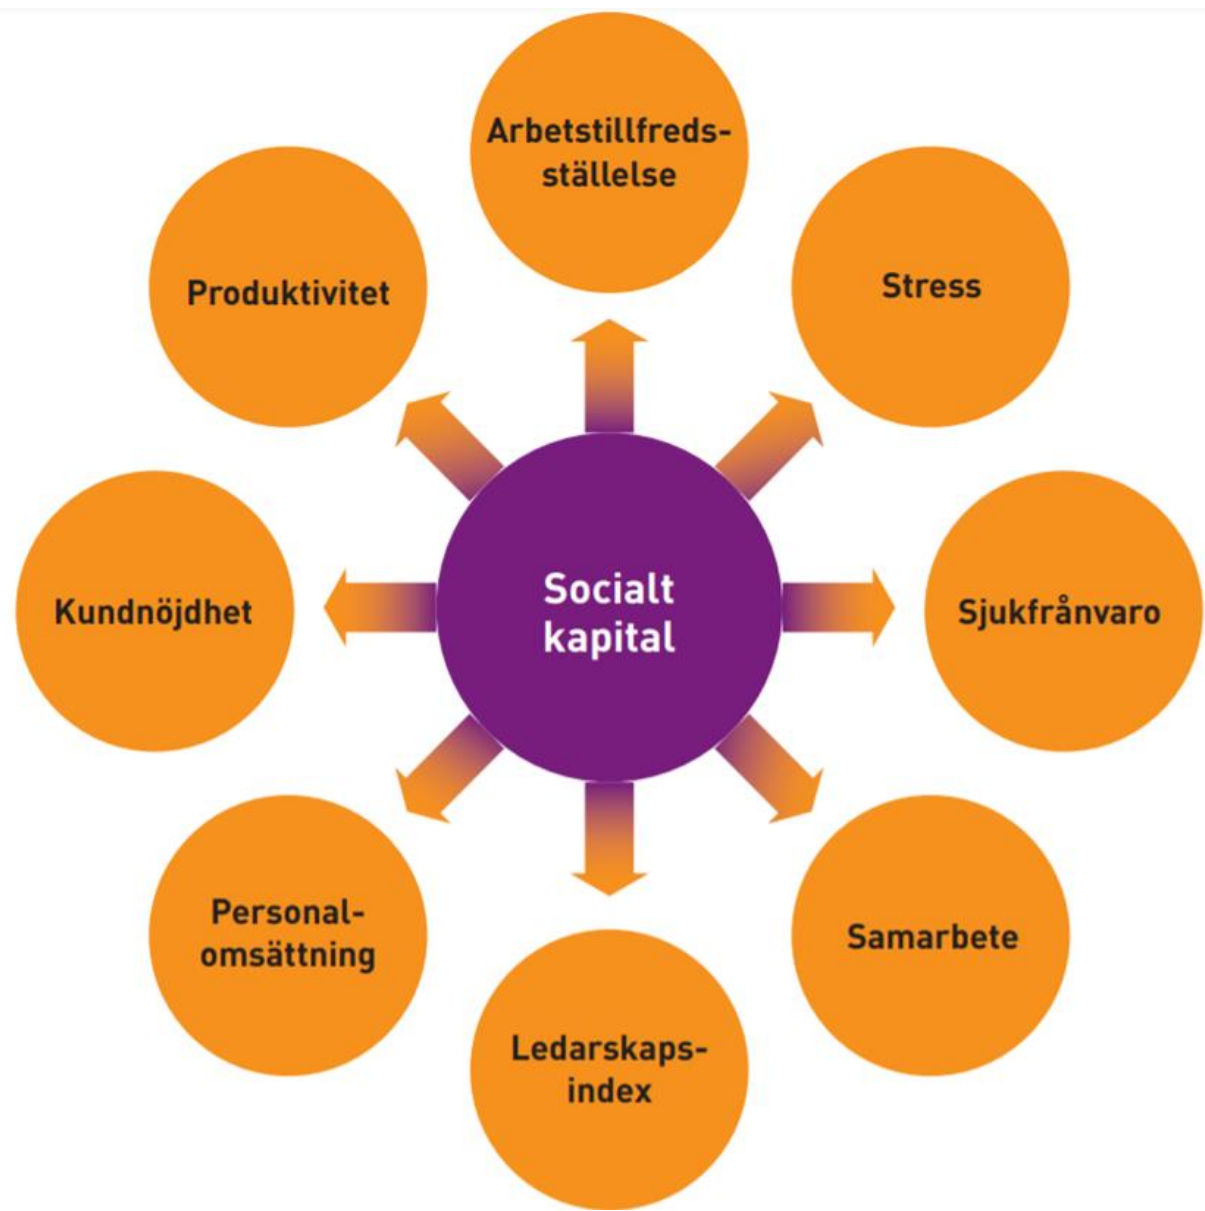 Arbetstillfreds-
ställelse
Stress
Sjukfrånvaro
Samarbete
Ledarskaps-
index
Personal-
omsättning
Kundnöjdhet
Produktivitet
Socialt
kapital